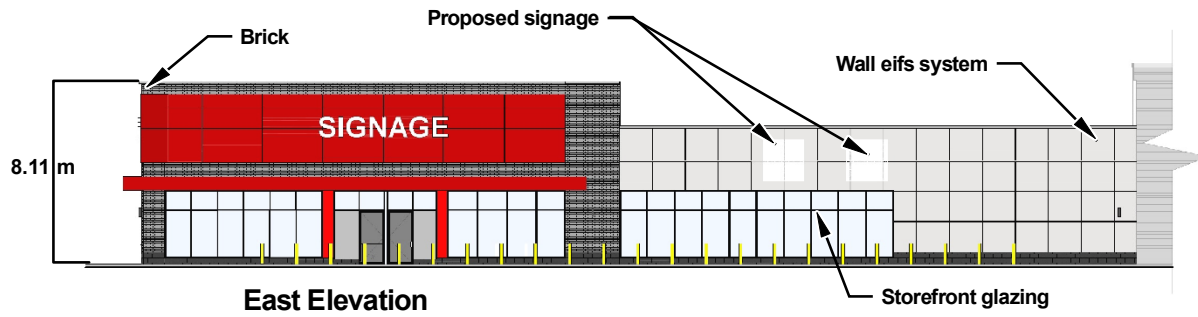 Proposed signage
Brick
Wall eifs system
SIGNAGE
8.11 m
Storefront glazing
East Elevation